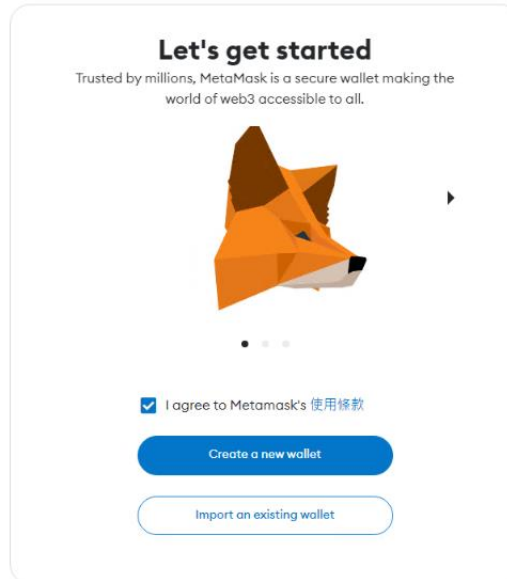 Let's get started
Trusted by millions, MetaMask is a secure wallet making the
world of web3 accessible to all.
I agree to Metamask's 使用條款
Create a new wallet
Import an existing wallet